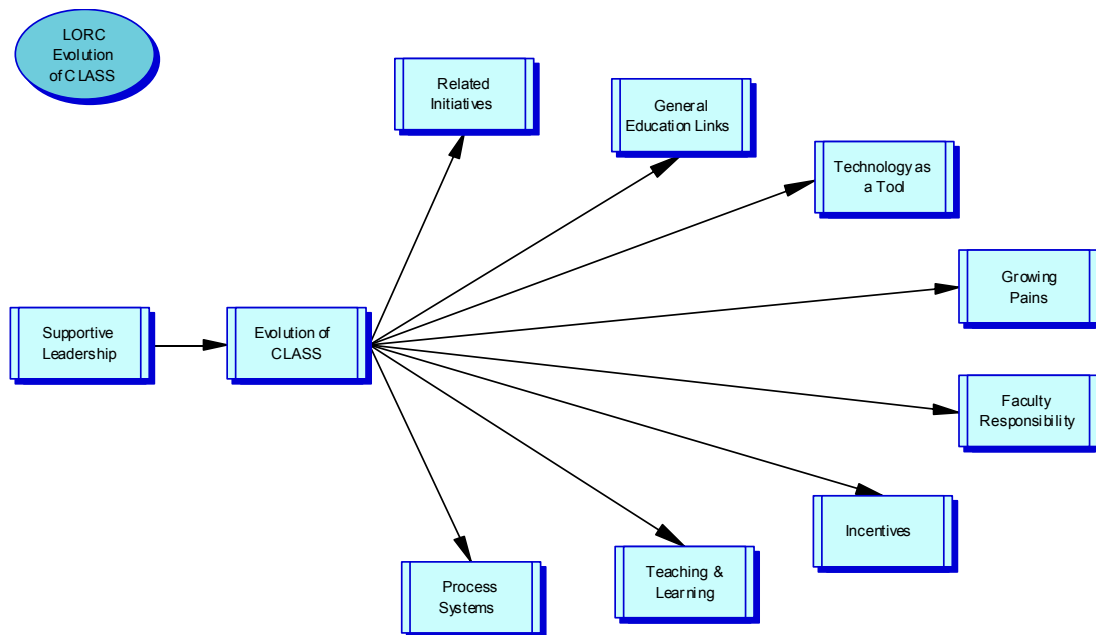 LORC
Evolution
of CLASS
Related
Initiatives
General
Education Links
Technology as
a Tool
Growing
Pains
Supportive
Leadership
Evolution of
CLASS
Faculty
Responsibility
Incentives
Teaching &
Learning
Process
Systems